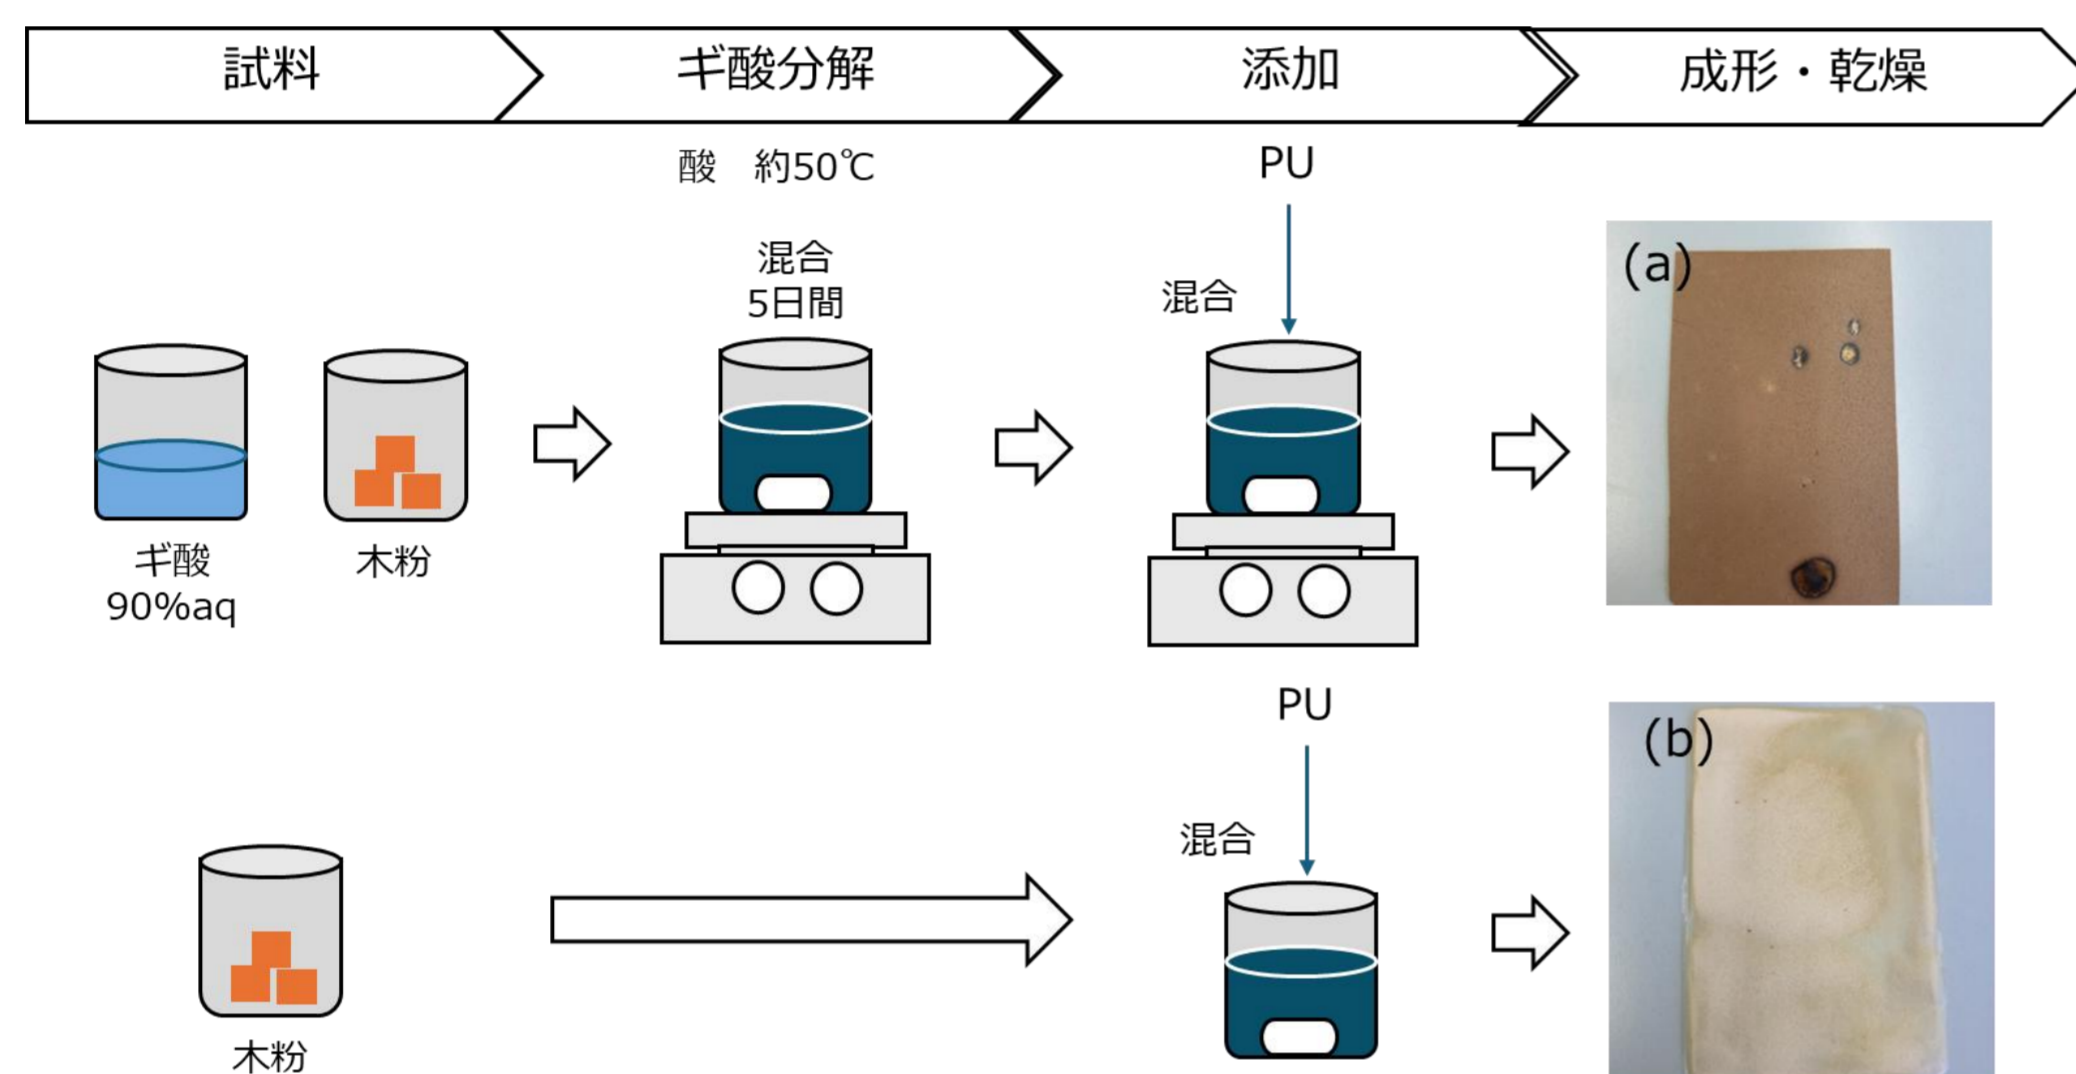 試料
ギ酸分解
添加
成形・乾燥
酸　約50℃
PU
混合
5日間
混合
(a)
ギ酸
90%aq
木粉
PU
(b)
混合
木粉